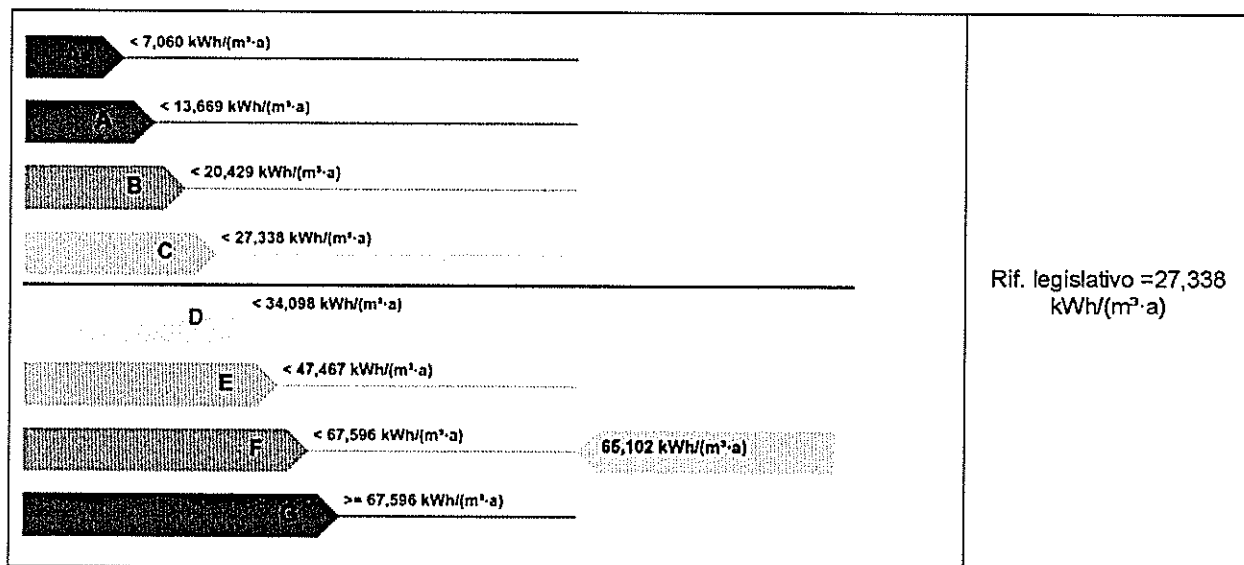 < 7,060 kWh/(m³·a)
< 13,669 kWh/(m³·a)
A
< 20,429 kWh/(m³·a)
B
< 27,338 kWh/(m³·a)
C
< 34,098 kWh/(m³·a)
D
< 47,467 kWh/(m³·a)
E
< 67,596 kWh/(m³·a)
F
65,102 kWh/(m³·a)
>= 67,596 kWh/(m³·a)
G
Rif. legislativo =27,338
kWh/(m³·a)